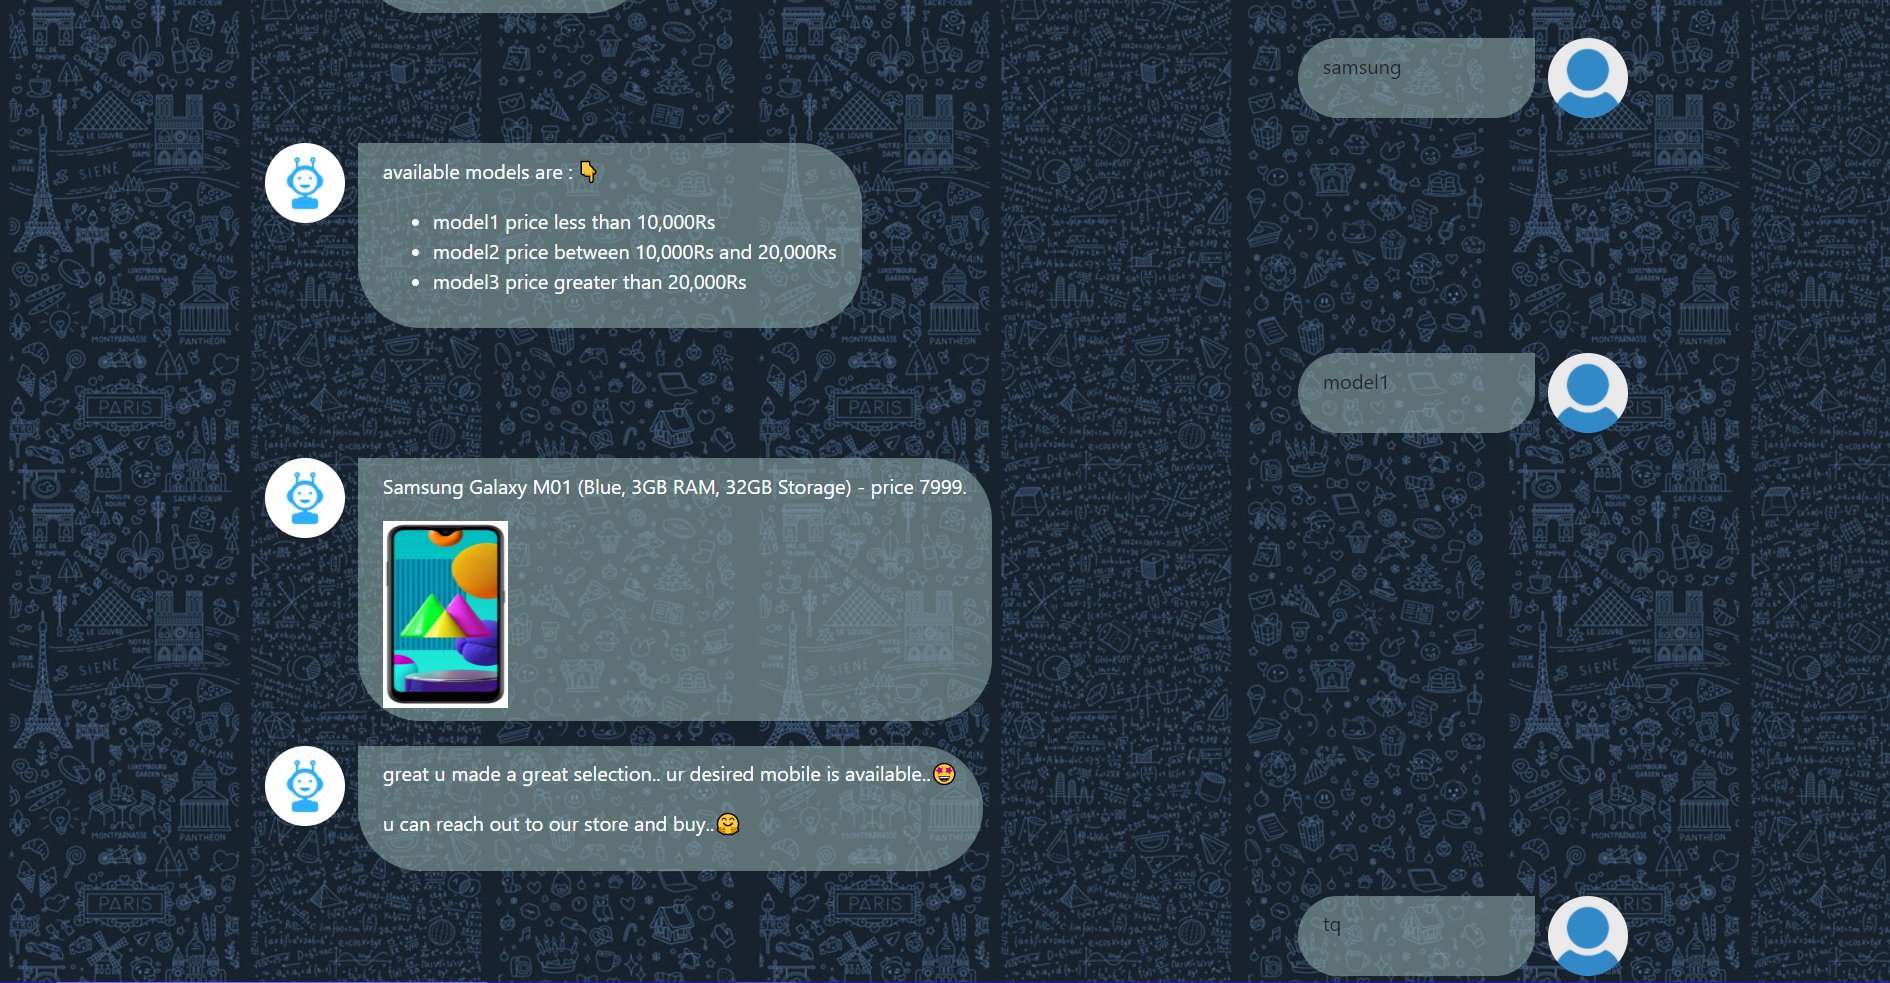 samsung
available models are : 👇
model1 price less than 10,000Rs
model2 price between 10,000Rs and 20,000Rs
model3 price greater than 20,000Rs
model1
Samsung Galaxy M01 (Blue, 3GB RAM, 32GB Storage) - price 7999.
great u made a great selection.. ur desired mobile is available..🤩
u can reach out to our store and buy..🤗
tq